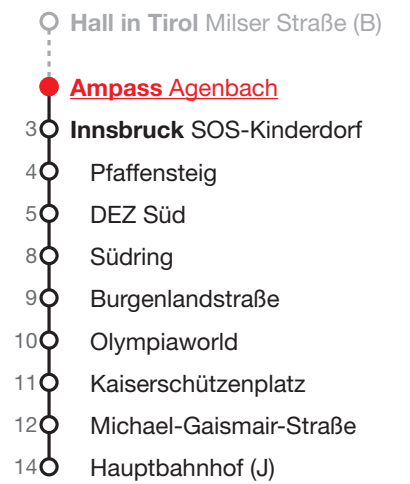 Hall in Tirol Milser Straße (B)
Ampass Agenbach
3 Innsbruck SOS-Kinderdorf
4 Pfaffensteig
5 DEZ Süd
8 Südring
9 Burgenlandstraße
10 Olympiaworld
11 Kaiserschützenplatz
12 Michael-Gaismair-Straße
14 Hauptbahnhof (J)